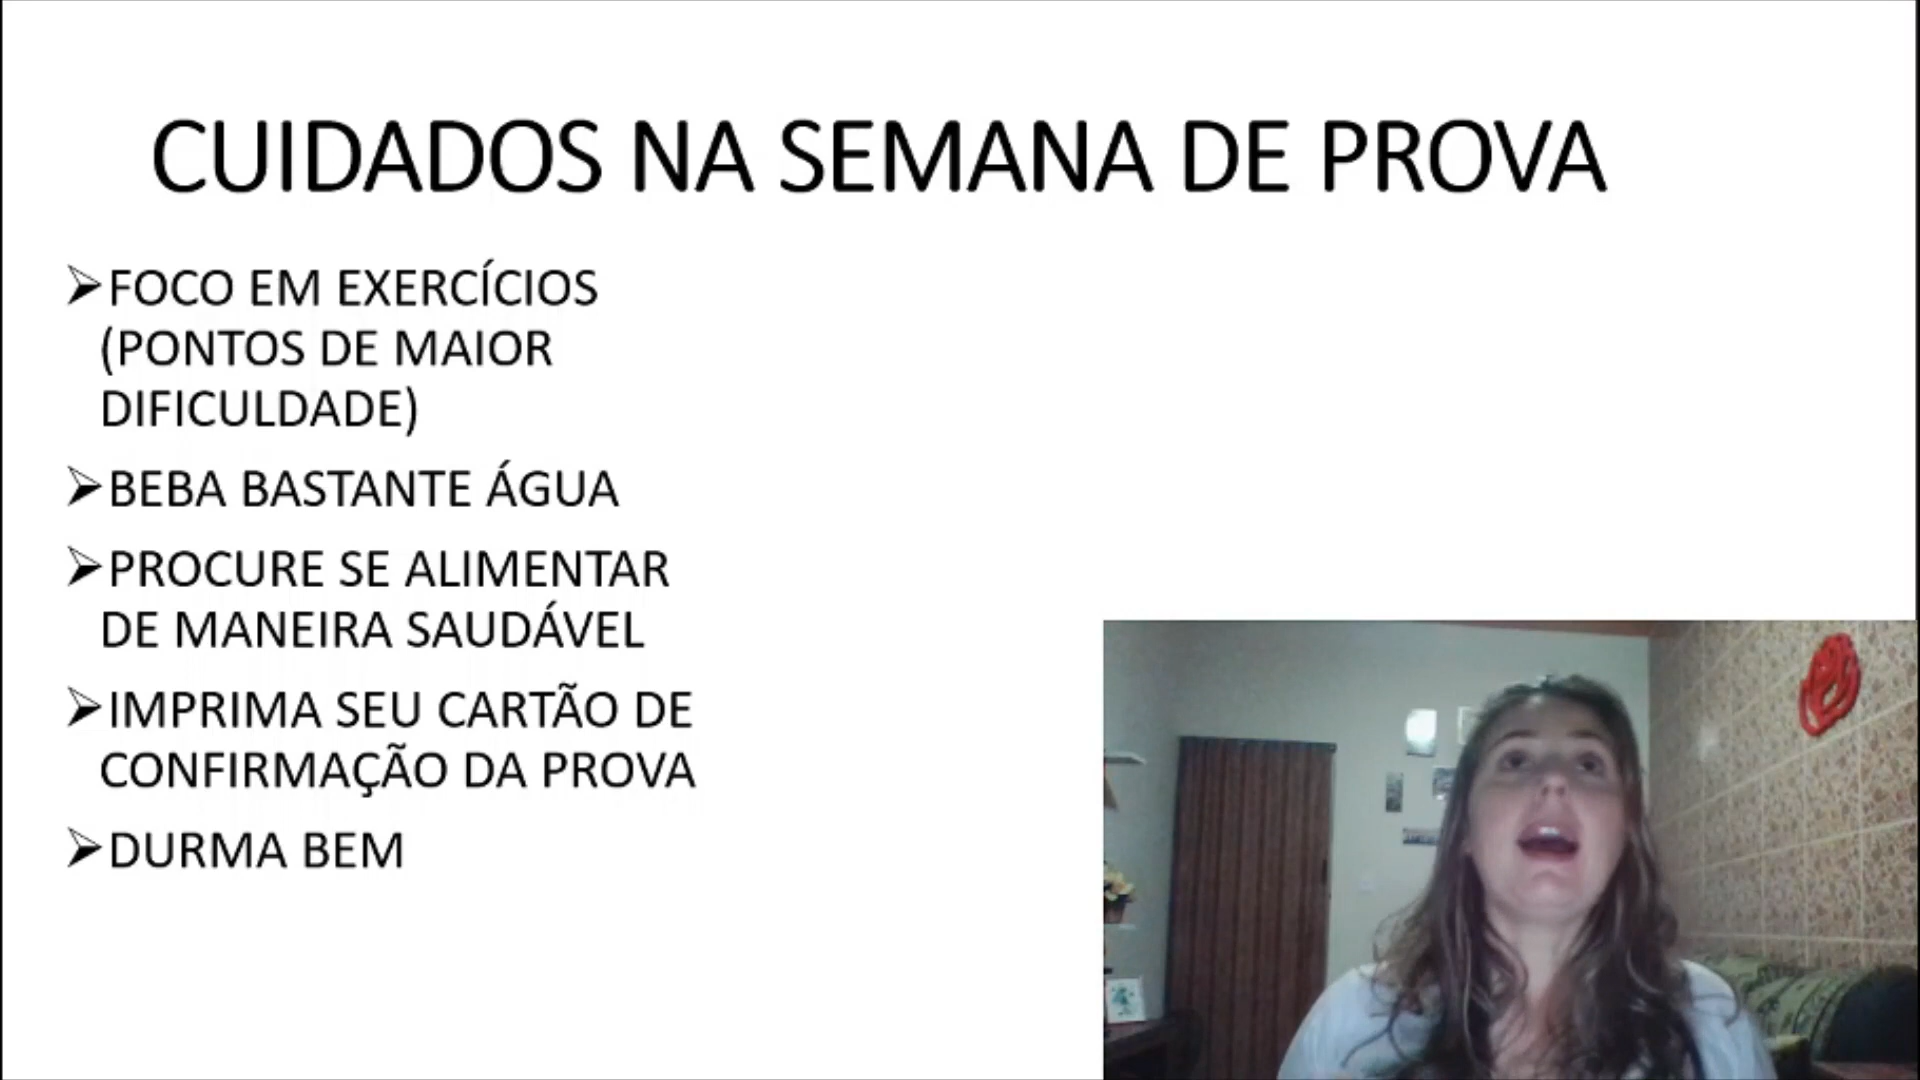 CUIDADOS NA SEMANA DE PROVA
➢FOCO EM EXERCÍCIOS
(PONTOS DE MAIOR
DIFICULDADE)
➢BEBA BASTANTE ÁGUA
➢PROCURE SE ALIMENTAR
DE MANEIRA SAUDÁVEL
➢IMPRIMA SEU CARTÃO DE
CONFIRMAÇÃO DA PROVA
➢DURMA BEM